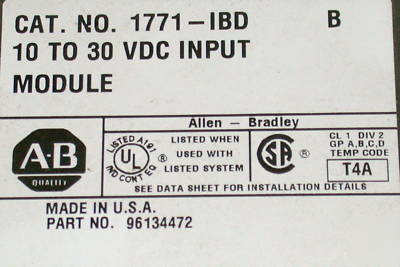 CAT. NO. 1771-IBD B
10 TO 30 VDC INPUT
MODULE
Allen - Bradley
A-B
QUALITY
LISTED A191
UL
IND CONT EQ
®
LISTED WHEN
USED WITH
LISTED SYSTEM
SA
®
CL 1 DIV 2
GP A,B,C,D
TEMP CODE
T4A
SEE DATA SHEET FOR INSTALLATION DETAILS
MADE IN U.S.A.
PART NO. 96134472